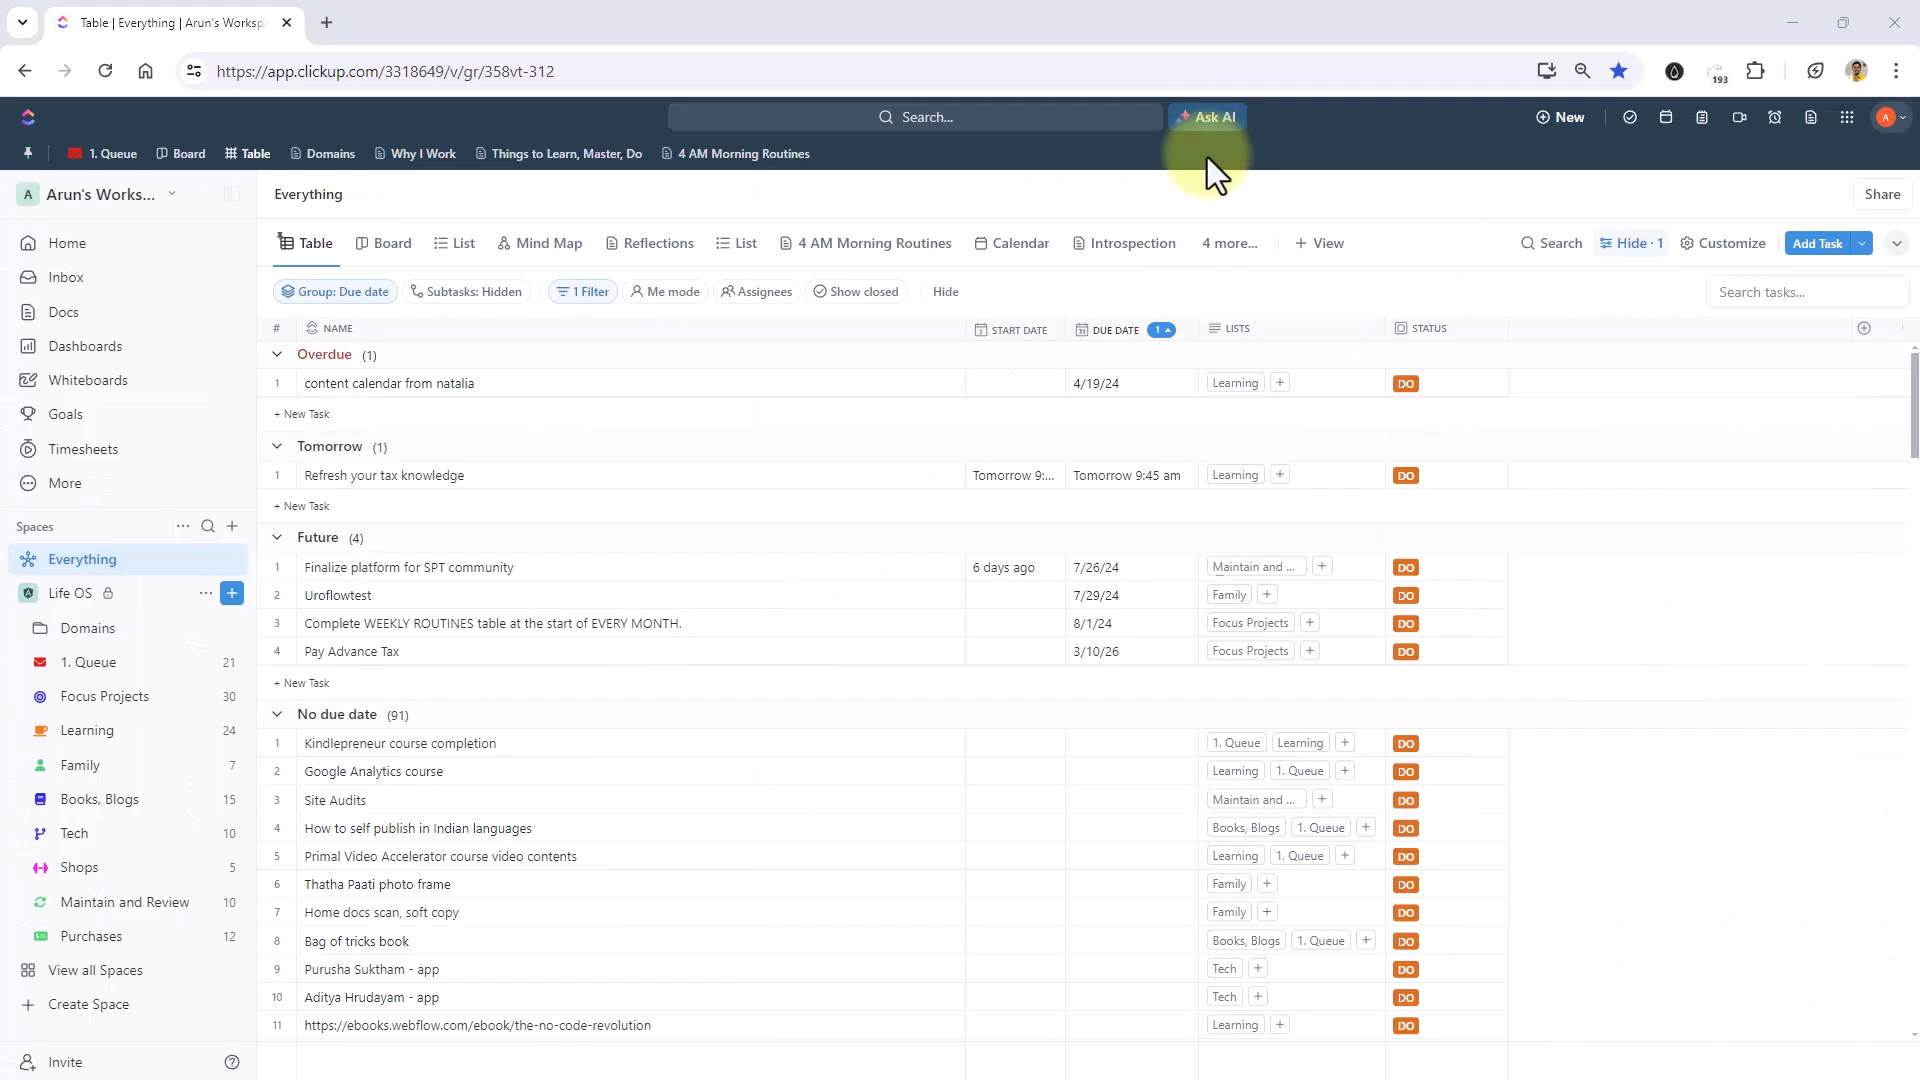 Table | Everything | Arun's Worksp
https://app.clickup.com/3318649/v/gr/358vt-312
193
Search...
Ask AI
New
A
1. Queue
Board
Table
Domains
Why I Work
Things to Learn, Master, Do
4 AM Morning Routines
A
Arun's Works...
Everything
Share
Home
Inbox
Docs
Dashboards
Whiteboards
Goals
Timesheets
More
Spaces
Everything
Life OS
Domains
1. Queue 21
Focus Projects 30
Learning 24
Family 7
Books, Blogs 15
Tech 10
Shops 5
Maintain and Review 10
Purchases 12
View all Spaces
Create Space
Invite
Table
Board
List
Mind Map
Reflections
List
4 AM Morning Routines
Calendar
Introspection
4 more...
+ View
Search
Hide · 1
Customize
Add Task
Group: Due date
Subtasks: Hidden
1 Filter
Me mode
Assignees
Show closed
Hide
Search tasks...
# NAME START DATE DUE DATE 1 LISTS STATUS
Overdue (1)
1 content calendar from natalia 4/19/24 Learning + DO
+ New Task
Tomorrow (1)
1 Refresh your tax knowledge Tomorrow 9:... Tomorrow 9:45 am Learning + DO
+ New Task
Future (4)
1 Finalize platform for SPT community 6 days ago 7/26/24 Maintain and ... + DO
2 Uroflowtest 7/29/24 Family + DO
3 Complete WEEKLY ROUTINES table at the start of EVERY MONTH. 8/1/24 Focus Projects + DO
4 Pay Advance Tax 3/10/26 Focus Projects + DO
+ New Task
No due date (91)
1 Kindlepreneur course completion 1. Queue Learning + DO
2 Google Analytics course Learning 1. Queue + DO
3 Site Audits Maintain and ... + DO
4 How to self publish in Indian languages Books, Blogs 1. Queue + DO
5 Primal Video Accelerator course video contents Learning 1. Queue + DO
6 Thatha Paati photo frame Family + DO
7 Home docs scan, soft copy Family + DO
8 Bag of tricks book Books, Blogs 1. Queue + DO
9 Purusha Suktham - app Tech + DO
10 Aditya Hrudayam - app Tech + DO
11 https://ebooks.webflow.com/ebook/the-no-code-revolution Learning + DO